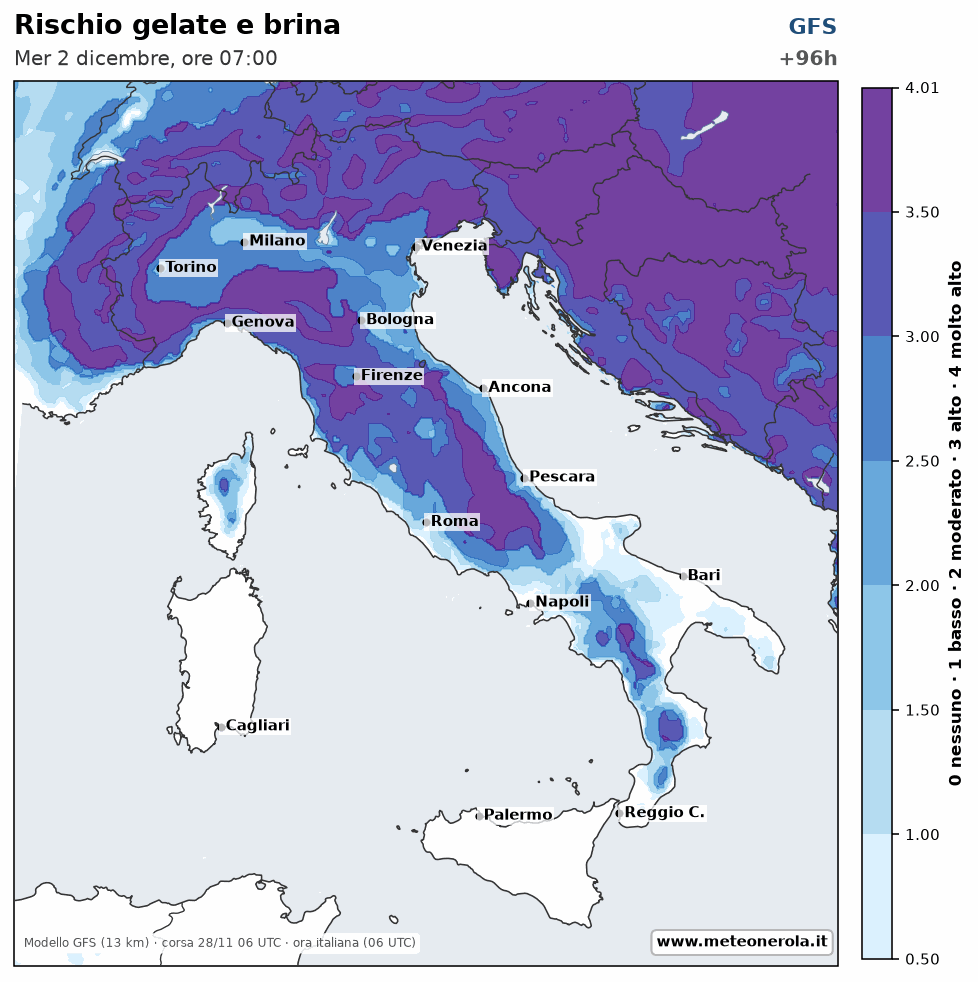 Rischio gelate e brina
GFS
Mer 2 dicembre, ore 07:00
+96h
4.01
3.50
3.00
2.50
2.00
1.50
1.00
0.50
0 nessuno · 1 basso · 2 moderato · 3 alto · 4 molto alto
Milano
Venezia
Torino
Genova
Bologna
Firenze
Ancona
Pescara
Roma
Bari
Napoli
Cagliari
Palermo
Reggio C.
Modello GFS (13 km) · corsa 28/11 06 UTC · ora italiana (06 UTC)
www.meteonerola.it